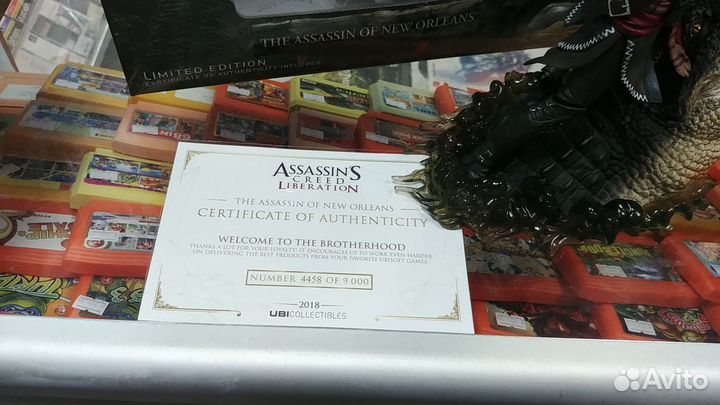 THE ASSASSIN OF NEW ORLEANS
LIMITED EDITION
CERTIFICATE OF AUTHENTICITY INCLUDED
ASSASSIN'S
CREED
LIBERATION
THE ASSASSIN OF NEW ORLEANS
CERTIFICATE OF AUTHENTICITY
WELCOME TO THE BROTHERHOOD
THANKS A LOT FOR YOUR LOYALTY! IT ENCOURAGES US TO WORK EVEN HARDER
ON DELIVERING THE BEST PRODUCTS FROM YOUR FAVORITE UBISOFT GAMES.
NUMBER 4458 OF 9 000
2018
UBICOLLECTIBLES
Avito